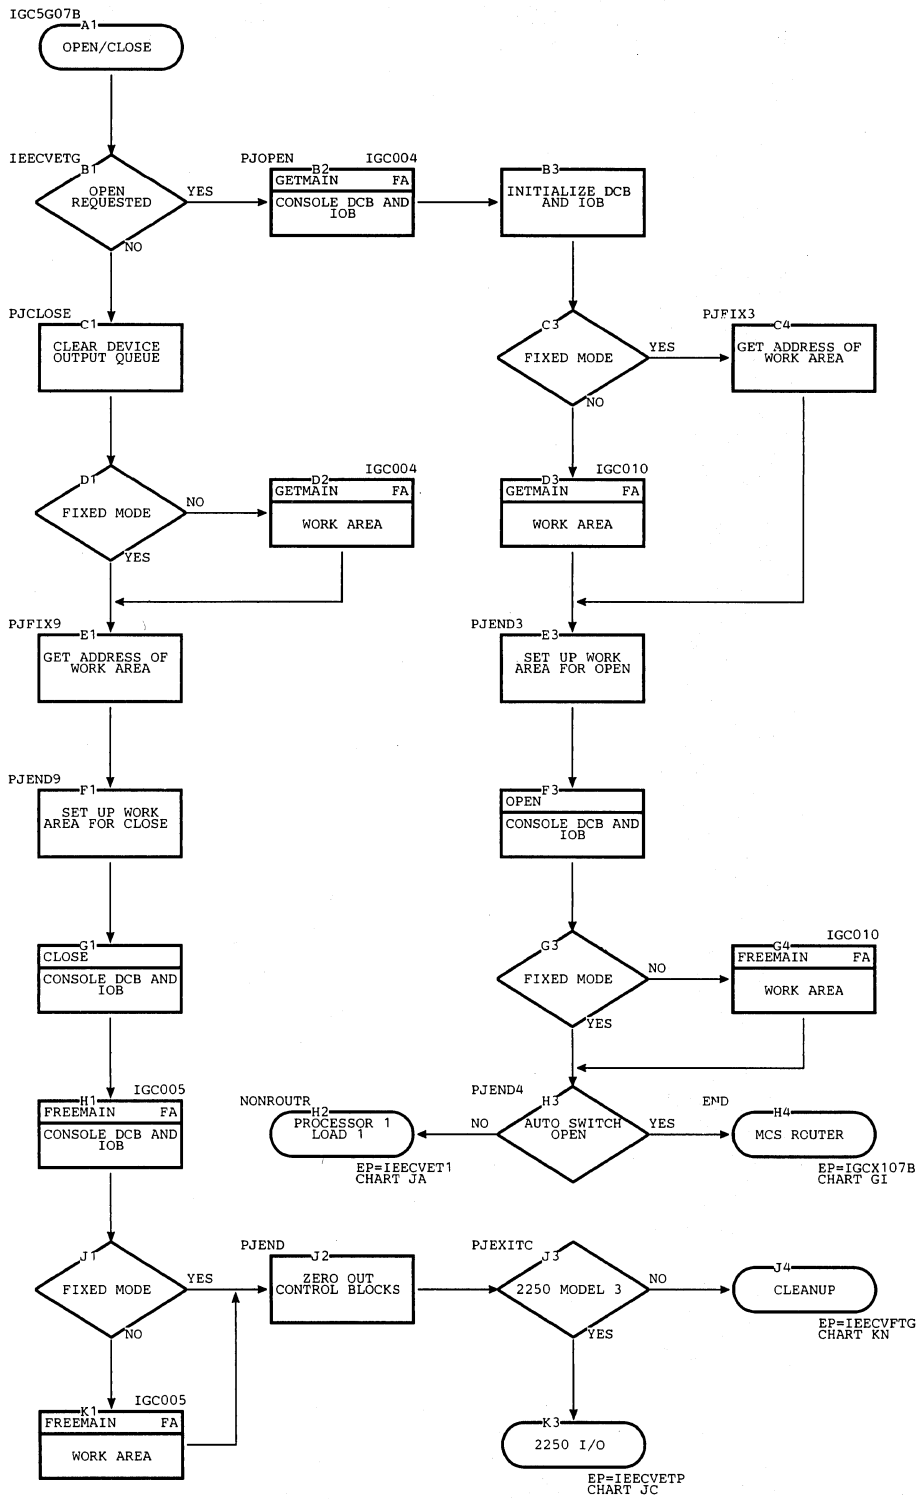 IGC5G07B
A1
OPEN/CLOSE
IEECVETG
B1
OPEN
REQUESTED
YES
NO
PJOPEN
IGC004
B2
GETMAIN FA
CONSOLE DCB AND
IOB
B3
INITIALIZE DCB
AND IOB
PJCLOSE
C1
CLEAR DEVICE
OUTPUT QUEUE
C3
FIXED MODE
YES
NO
PJFIX3
C4
GET ADDRESS OF
WORK AREA
D1
FIXED MODE
NO
YES
IGC004
D2
GETMAIN FA
WORK AREA
IGC010
D3
GETMAIN FA
WORK AREA
PJFIX9
E1
GET ADDRESS OF
WORK AREA
PJEND3
E3
SET UP WORK
AREA FOR OPEN
PJEND9
F1
SET UP WORK
AREA FOR CLOSE
F3
OPEN
CONSOLE DCB AND
IOB
G1
CLOSE
CONSOLE DCB AND
IOB
G3
FIXED MODE
NO
YES
IGC010
G4
FREEMAIN FA
WORK AREA
IGC005
H1
FREEMAIN FA
CONSOLE DCB AND
IOB
NONROUTR
H2
PROCESSOR 1
LOAD 1
EP=IEECVET1
CHART JA
PJEND4
H3
AUTO SWITCH
OPEN
NO
YES
END
H4
MCS ROUTER
EP=IGCX107B
CHART GI
J1
FIXED MODE
YES
NO
PJEND
J2
ZERO OUT
CONTROL BLOCKS
PJEXITC
J3
2250 MODEL 3
NO
YES
J4
CLEANUP
EP=IEECVFTG
CHART KN
IGC005
K1
FREEMAIN FA
WORK AREA
K3
2250 I/O
EP=IEECVETP
CHART JC